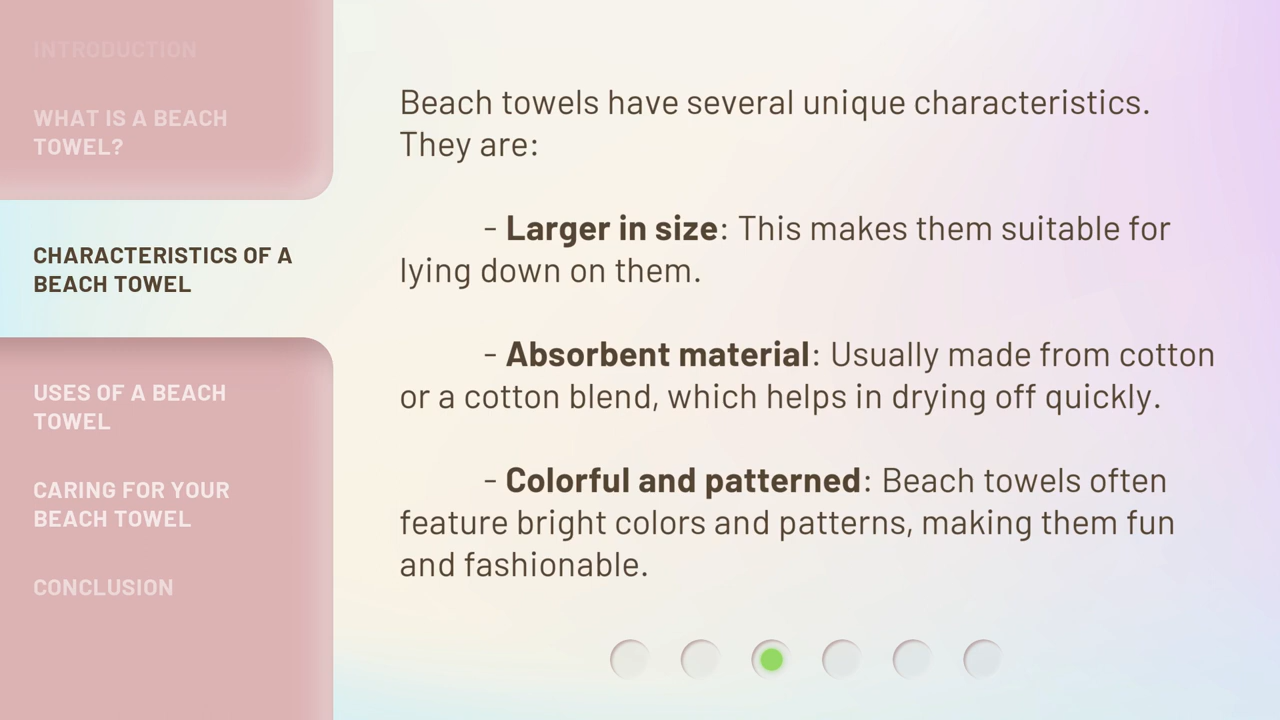 INTRODUCTION
WHAT IS A BEACH
TOWEL?
CHARACTERISTICS OF A
BEACH TOWEL
USES OF A BEACH
TOWEL
CARING FOR YOUR
BEACH TOWEL
CONCLUSION
Beach towels have several unique characteristics.
They are:
- Larger in size: This makes them suitable for
lying down on them.
- Absorbent material: Usually made from cotton
or a cotton blend, which helps in drying off quickly.
- Colorful and patterned: Beach towels often
feature bright colors and patterns, making them fun
and fashionable.